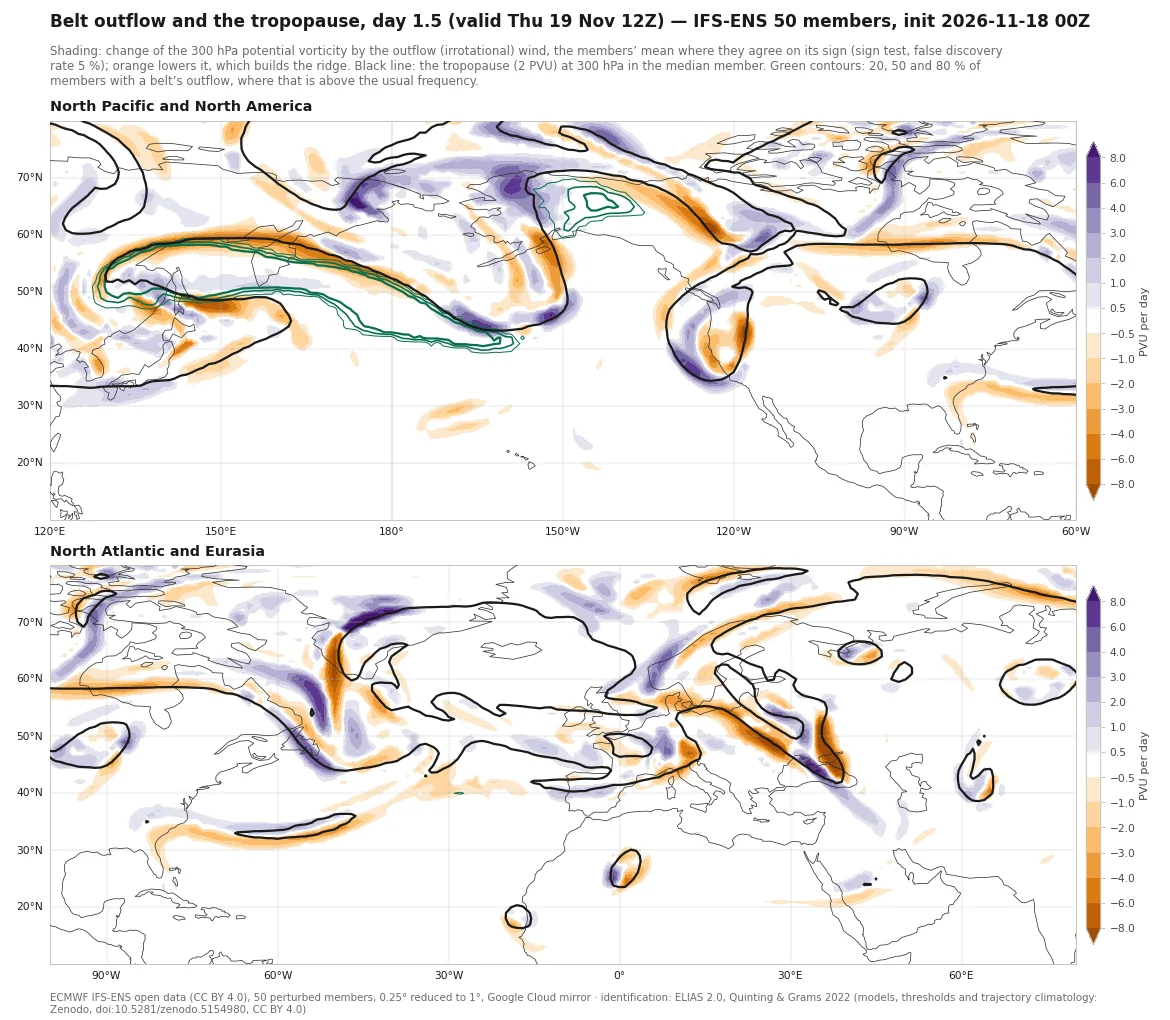 Belt outflow and the tropopause, day 1.5 (valid Thu 19 Nov 12Z) — IFS-ENS 50 members, init 2026-11-18 00Z
Shading: change of the 300 hPa potential vorticity by the outflow (irrotational) wind, the members’ mean where they agree on its sign (sign test, false discovery
rate 5 %); orange lowers it, which builds the ridge. Black line: the tropopause (2 PVU) at 300 hPa in the median member. Green contours: 20, 50 and 80 % of
members with a belt’s outflow, where that is above the usual frequency.
North Pacific and North America
70°N
60°N
50°N
40°N
30°N
20°N
120°E
150°E
180°
150°W
120°W
90°W
60°W
8.0
6.0
4.0
3.0
2.0
1.0
0.5
−0.5
−1.0
−2.0
−3.0
−4.0
−6.0
−8.0
PVU per day
North Atlantic and Eurasia
70°N
60°N
50°N
40°N
30°N
20°N
90°W
60°W
30°W
0°
30°E
60°E
8.0
6.0
4.0
3.0
2.0
1.0
0.5
−0.5
−1.0
−2.0
−3.0
−4.0
−6.0
−8.0
PVU per day
ECMWF IFS-ENS open data (CC BY 4.0), 50 perturbed members, 0.25° reduced to 1°, Google Cloud mirror · identification: ELIAS 2.0, Quinting & Grams 2022 (models, thresholds and trajectory climatology:
Zenodo, doi:10.5281/zenodo.5154980, CC BY 4.0)